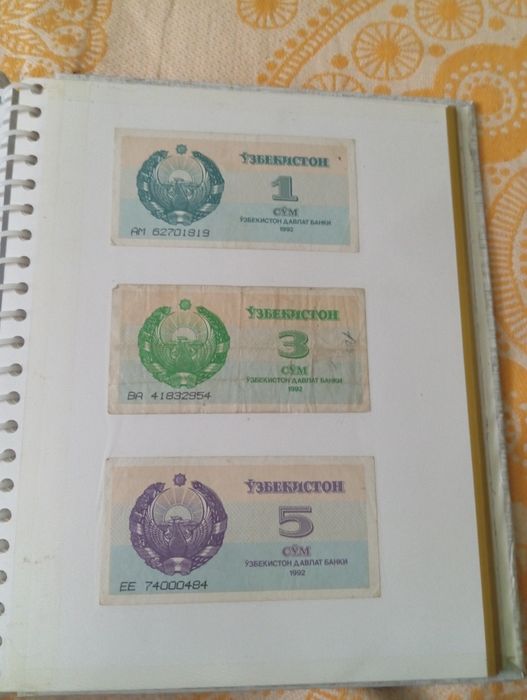 ЎЗБЕКИСТОН
1
СЎМ
ЎЗБЕКИСТОН ДАВЛАТ БАНКИ
1992
АМ 62701819
ЎЗБЕКИСТОН
3
СЎМ
ЎЗБЕКИСТОН ДАВЛАТ БАНКИ
1992
ВА 41832954
ЎЗБЕКИСТОН
5
СЎМ
ЎЗБЕКИСТОН ДАВЛАТ БАНКИ
1992
ЕЕ 74000484